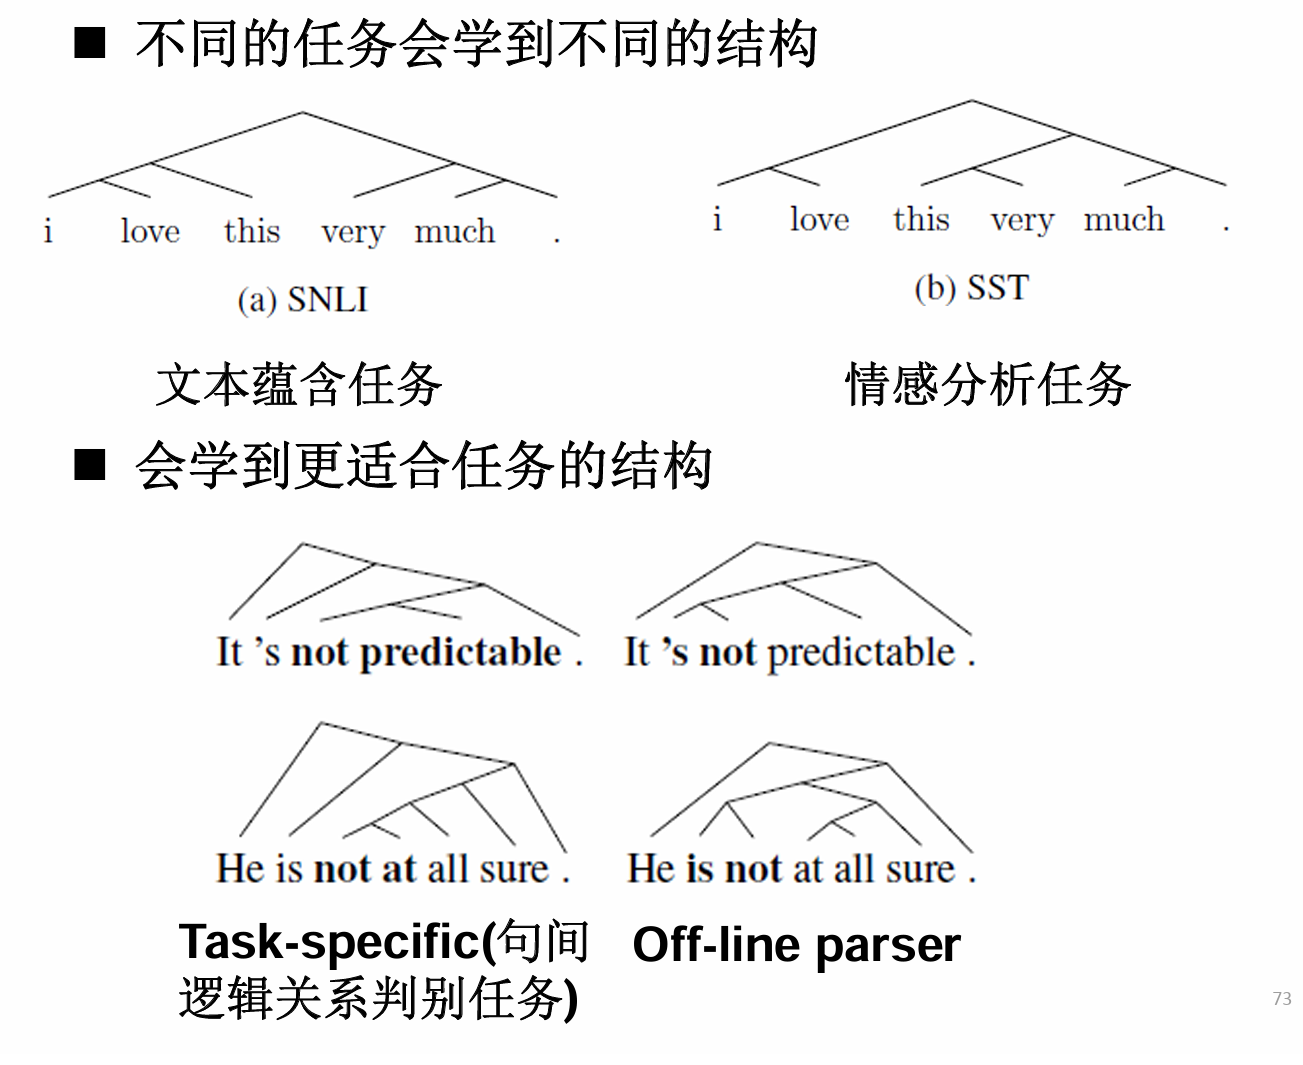 ■ 不同的任务会学到不同的结构
i love this very much .
i love this very much .
(a) SNLI
(b) SST
文本蕴含任务
情感分析任务
■ 会学到更适合任务的结构
It 's not predictable .
It 's not predictable .
He is not at all sure .
He is not at all sure .
Task-specific(句间
逻辑关系判别任务)
Off-line parser
73